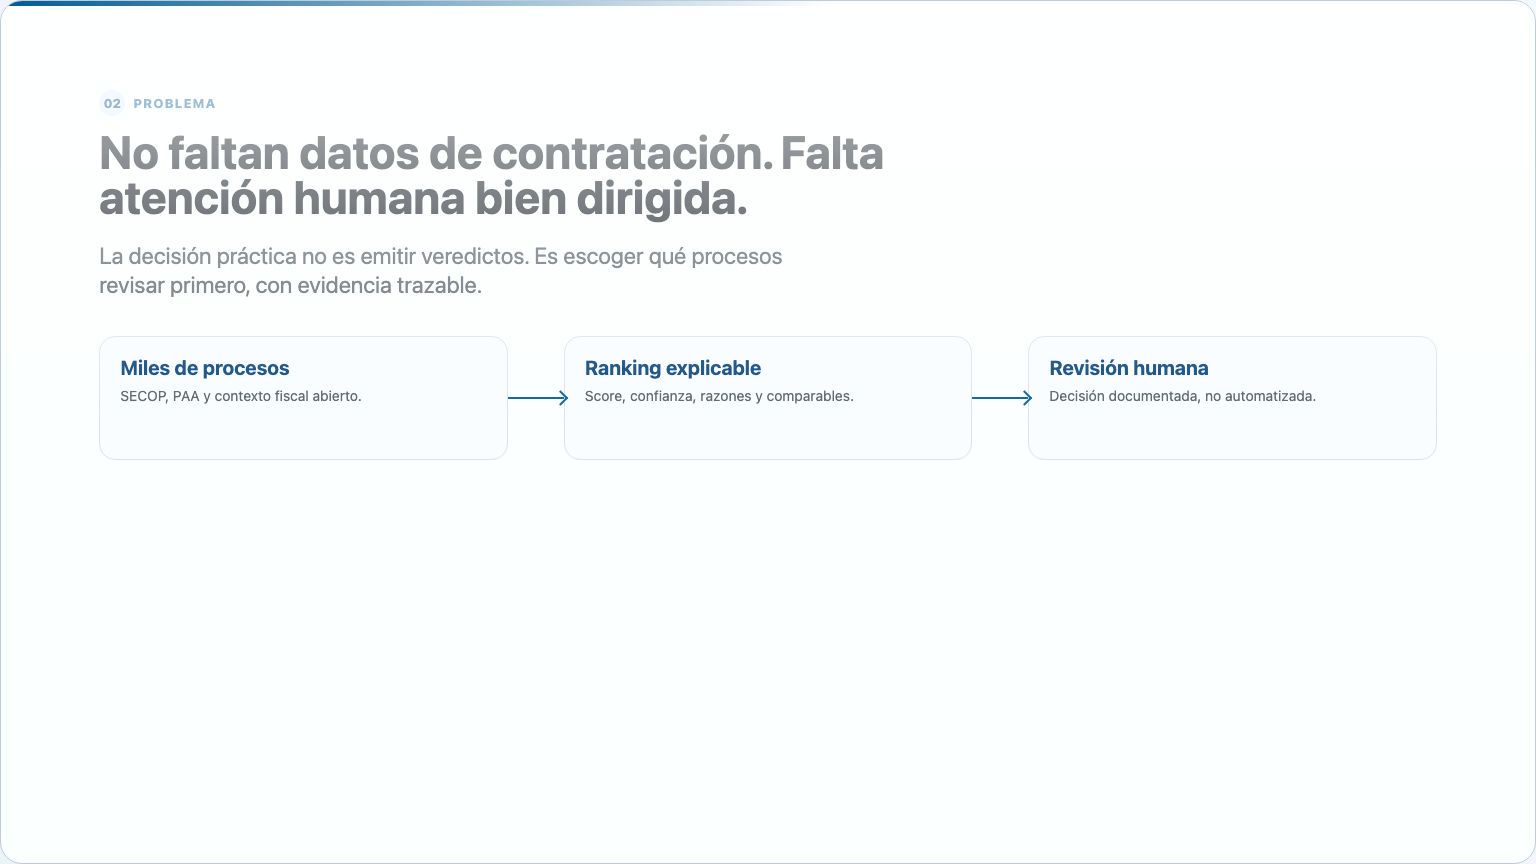 02 PROBLEMA
No faltan datos de contratación. Falta
atención humana bien dirigida.
La decisión práctica no es emitir veredictos. Es escoger qué procesos
revisar primero, con evidencia trazable.
Miles de procesos
SECOP, PAA y contexto fiscal abierto.
Ranking explicable
Score, confianza, razones y comparables.
Revisión humana
Decisión documentada, no automatizada.